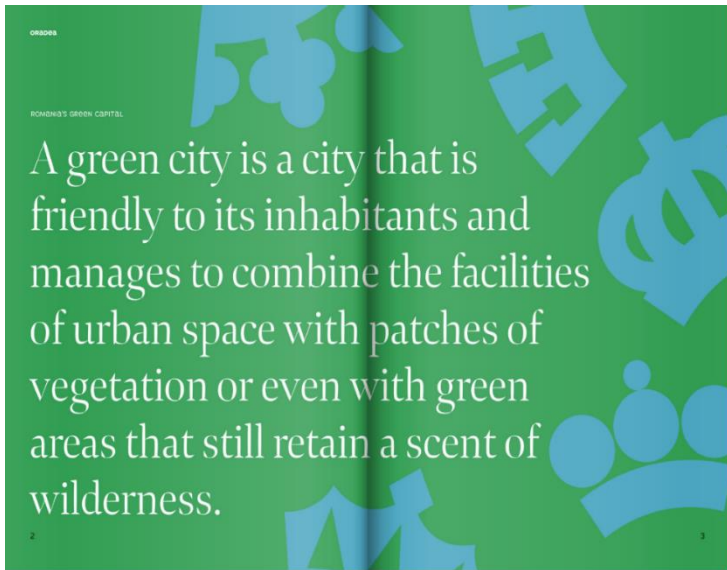 ORADEA
ROMANIA'S GREEN CAPITAL
A green city is a city that is
friendly to its inhabitants and
manages to combine the facilities
of urban space with patches of
vegetation or even with green
areas that still retain a scent of
wilderness.
2
3